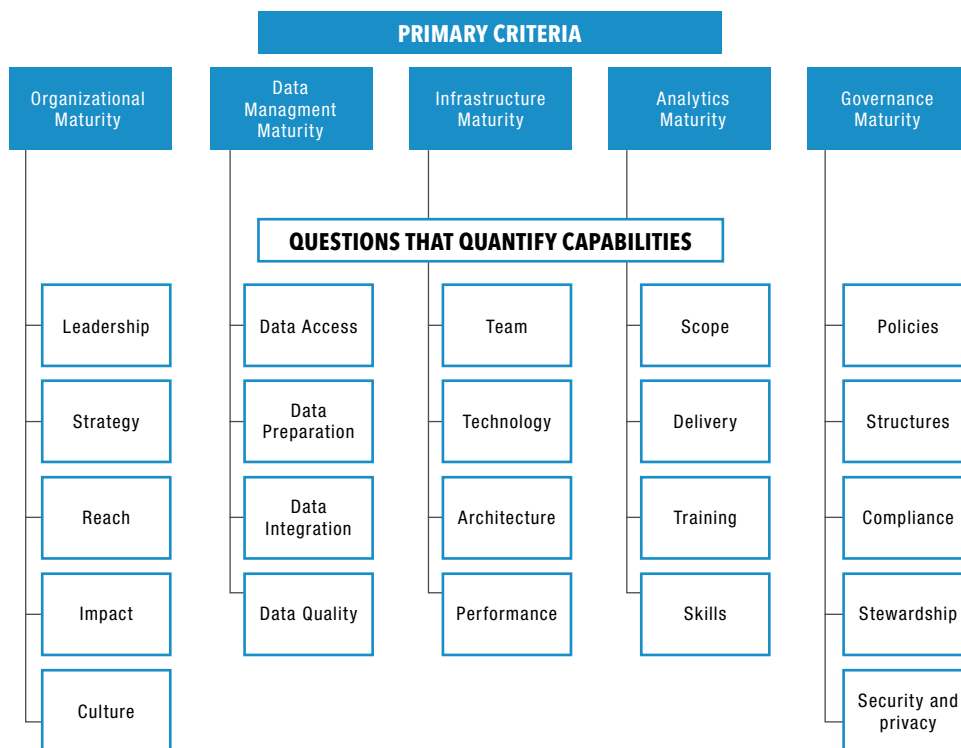 PRIMARY CRITERIA
Organizational
Maturity
Data
Managment
Maturity
Infrastructure
Maturity
Analytics
Maturity
Governance
Maturity
QUESTIONS THAT QUANTIFY CAPABILITIES
Leadership
Strategy
Reach
Impact
Culture
Data Access
Data
Preparation
Data
Integration
Data Quality
Team
Technology
Architecture
Performance
Scope
Delivery
Training
Skills
Policies
Structures
Compliance
Stewardship
Security and
privacy